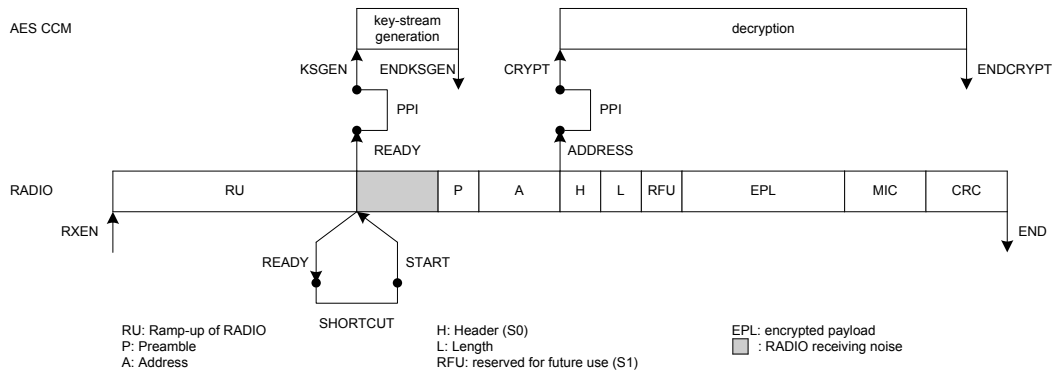 AES CCM
key-stream
generation
decryption
KSGEN
ENDKSGEN
CRYPT
ENDCRYPT
PPI
PPI
READY
ADDRESS
RADIO
RU
P
A
H
L
RFU
EPL
MIC
CRC
RXEN
END
READY
START
SHORTCUT
RU: Ramp-up of RADIO
P: Preamble
A: Address
H: Header (S0)
L: Length
RFU: reserved for future use (S1)
EPL: encrypted payload
: RADIO receiving noise